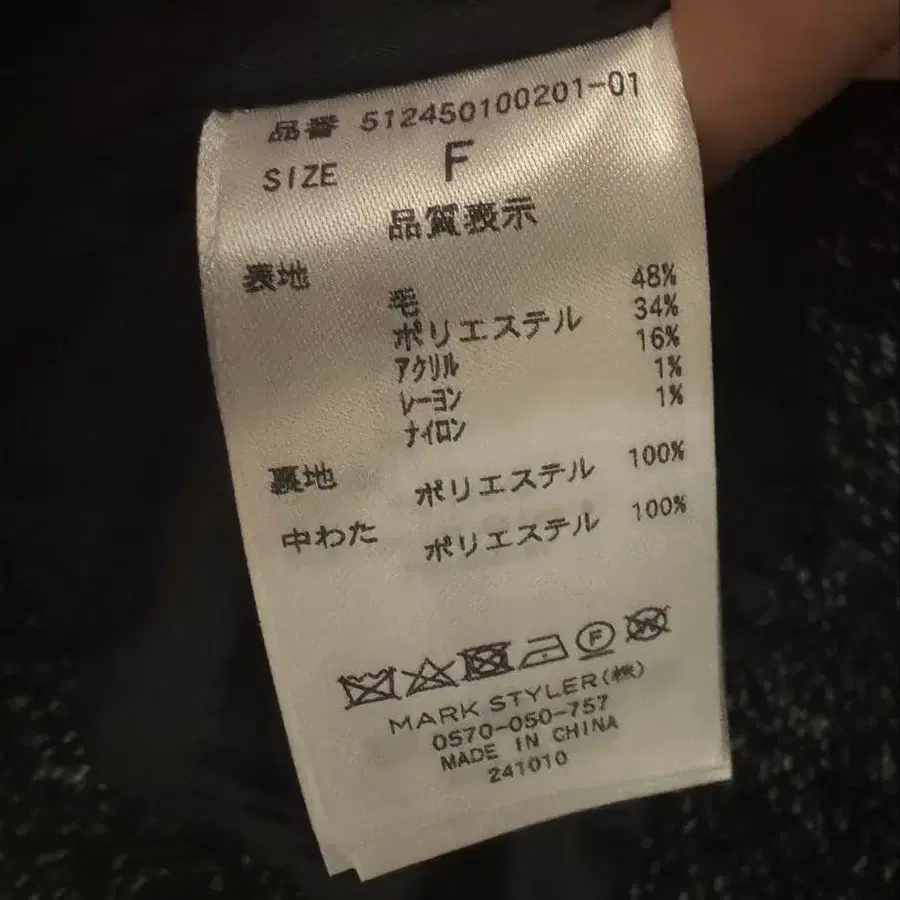 品番 512450100201-01
SIZE F
品質表示
表地
毛 48%
ポリエステル 34%
アクリル 16%
レーヨン 1%
ナイロン 1%
裏地 ポリエステル 100%
中わた ポリエステル 100%
F W
MARK STYLER(株)
0570-050-757
MADE IN CHINA
241010